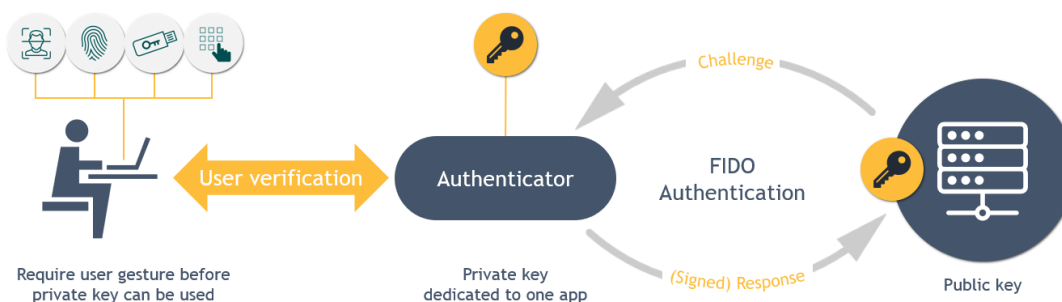 Challenge
User verification
Authenticator
FIDO
Authentication
(Signed) Response
Require user gesture before
private key can be used
Private key
dedicated to one app
Public key